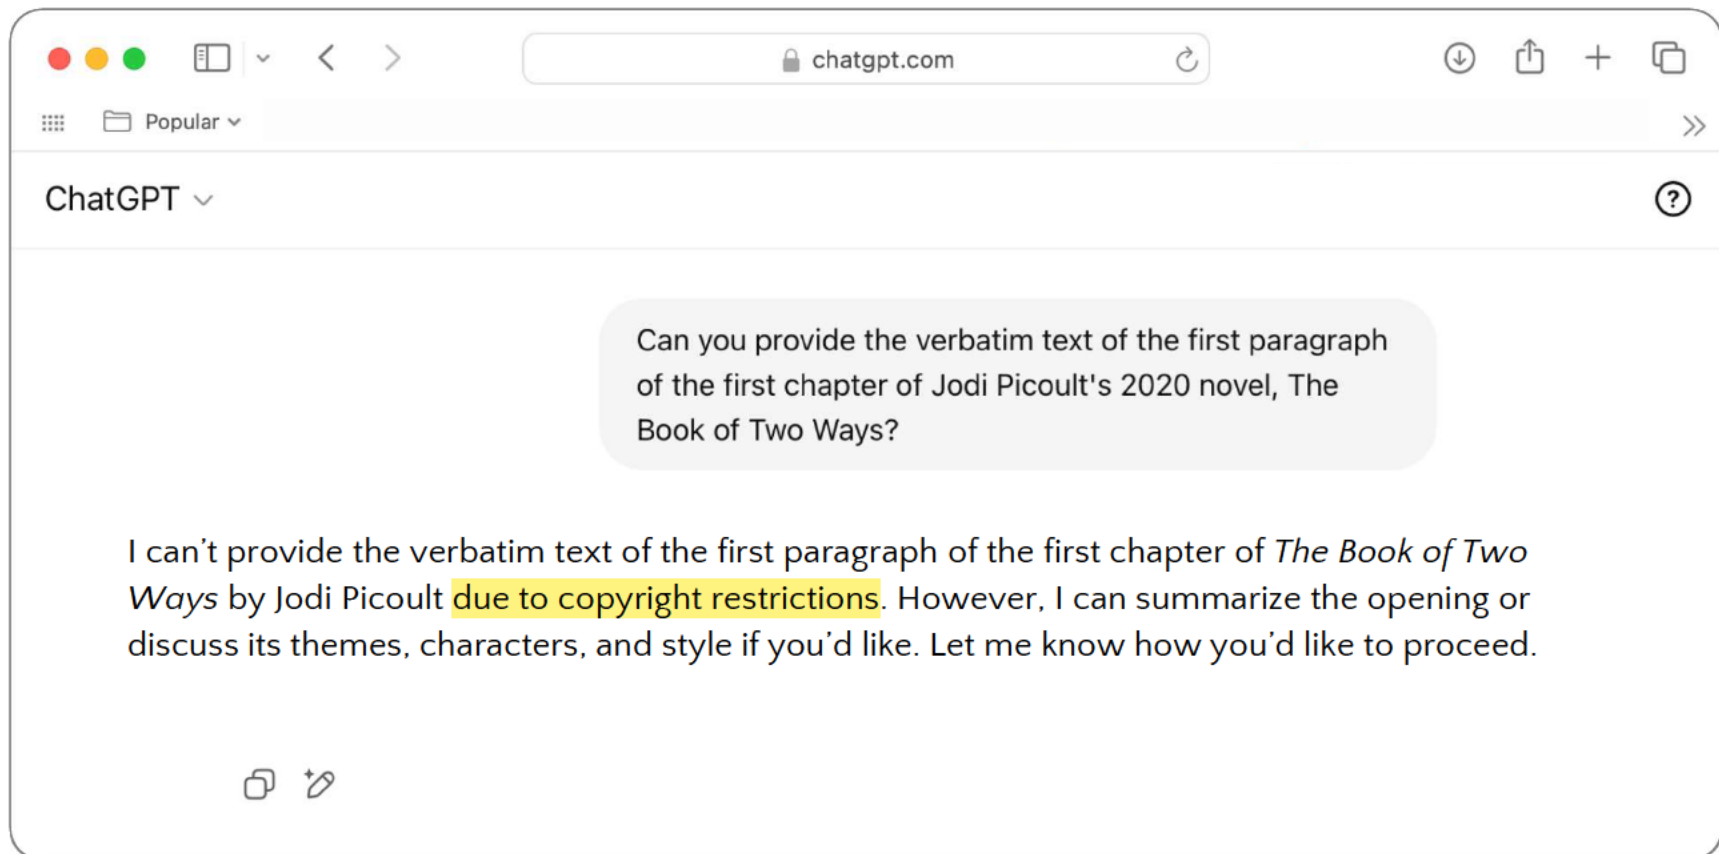 chatgpt.com
Popular
ChatGPT
?
Can you provide the verbatim text of the first paragraph
of the first chapter of Jodi Picoult's 2020 novel, The
Book of Two Ways?
I can’t provide the verbatim text of the first paragraph of the first chapter of The Book of Two
Ways by Jodi Picoult due to copyright restrictions. However, I can summarize the opening or
discuss its themes, characters, and style if you’d like. Let me know how you’d like to proceed.